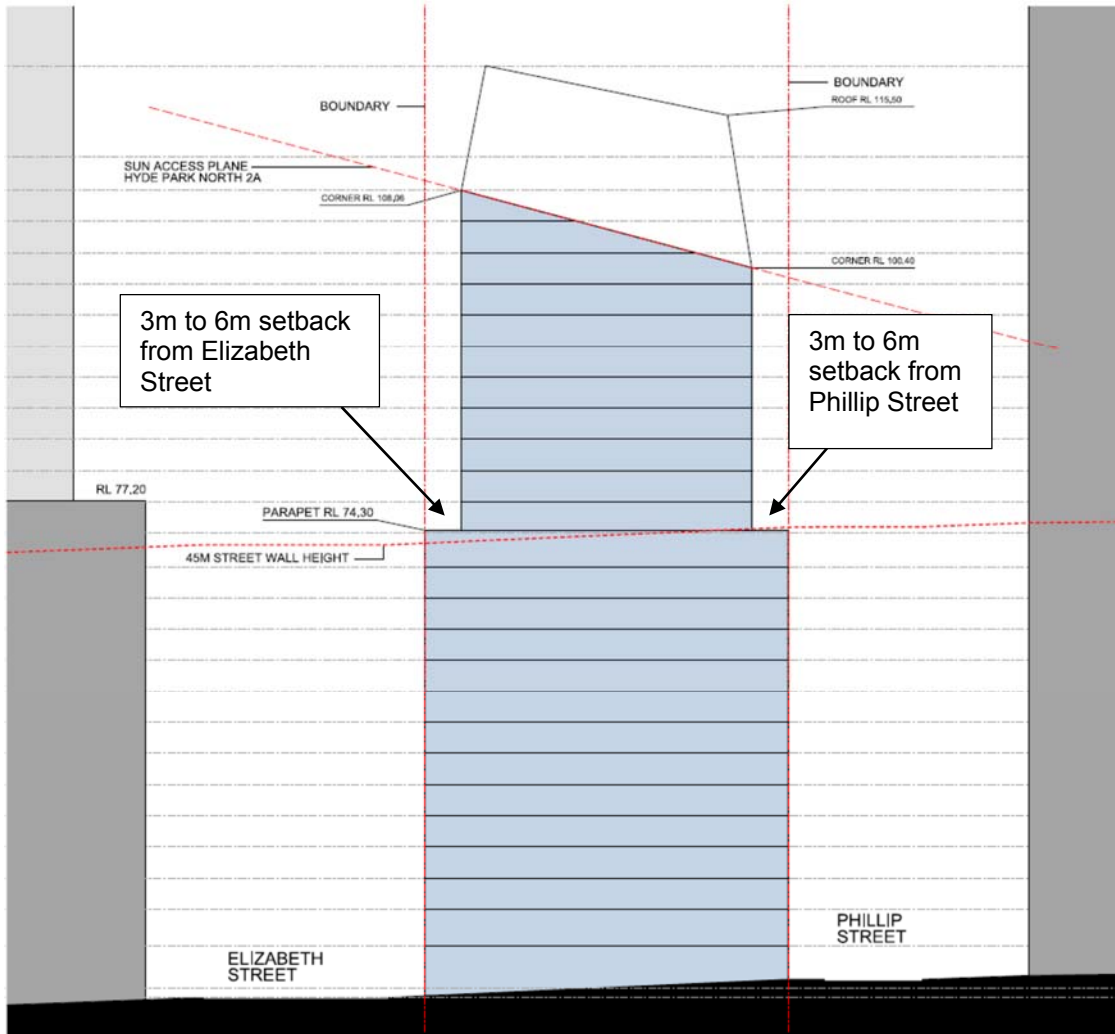 BOUNDARY
BOUNDARY
ROOF RL 115,50
SUN ACCESS PLANE
HYDE PARK NORTH 2A
CORNER RL 108,06
CORNER RL 100,40
3m to 6m setback
from Elizabeth
Street
3m to 6m
setback from
Phillip Street
RL 77,20
PARAPET RL 74,30
45M STREET WALL HEIGHT
PHILLIP
STREET
ELIZABETH
STREET